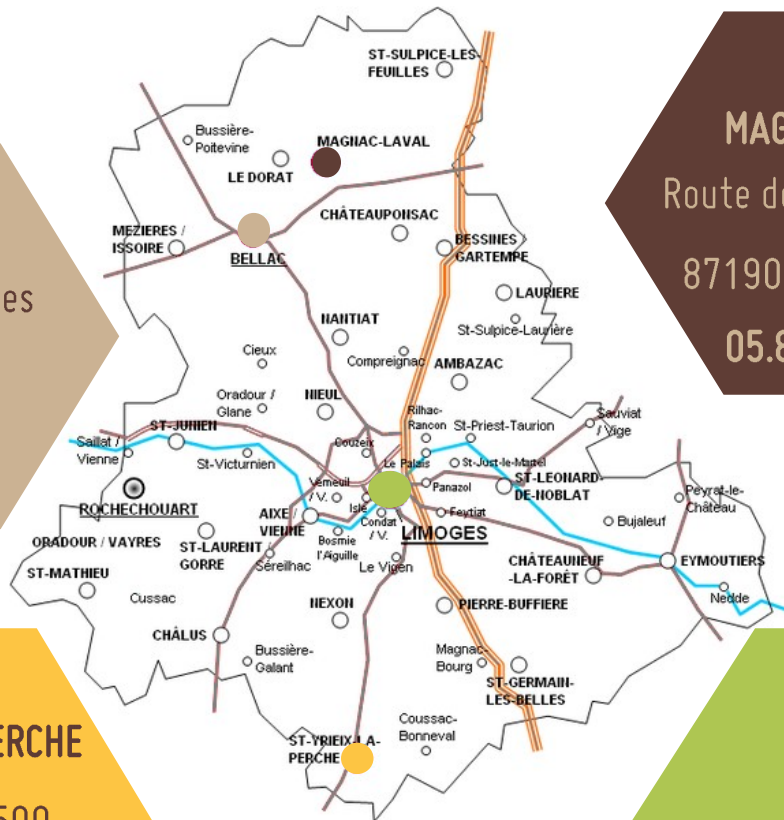 ST-SULPICE-LES-
FEUILLES
Bussière-
Poitevine
MAGNAC-LAVAL
LE DORAT
MAG
Route de
87190
05.8
CHÂTEAUPONSAC
MEZIERES /
ISSOIRE
BELLAC
BESSINES /
GARTEMPE
es
LAURIERE
St-Sulpice-Laurière
NANTIAT
Cieux
Compreignac
AMBAZAC
Oradour /
Glane
NIEUL
Rilhac-
Rancon
St-Priest-Taurion
Sauviat
/ Vige
ST-JUNIEN
Saillat /
Vienne
St-Victurnien
Couzeix
Le Palais
St-Just-le-Martel
ST-LEONARD-
DE-NOBLAT
Verneuil
/ V.
Isle
Panazol
Peyrat-le-
Château
ROCHECHOUART
AIXE /
VIENNE
Condat
/ V.
Feytiat
Bujaleuf
LIMOGES
Bosmie
l'Aiguille
ORADOUR / VAYRES
ST-LAURENT /
GORRE
Séreilhac
Le Vigen
CHÂTEAUNEUF
-LA-FORÊT
EYMOUTIERS
ST-MATHIEU
Cussac
NEXON
PIERRE-BUFFIERE
Nedde
CHÂLUS
Bussière-
Galant
Magnac-
Bourg
ST-GERMAIN-
LES-BELLES
ERCHE
ST-YRIEIX-LA-
PERCHE
Coussac-
Bonneval
500